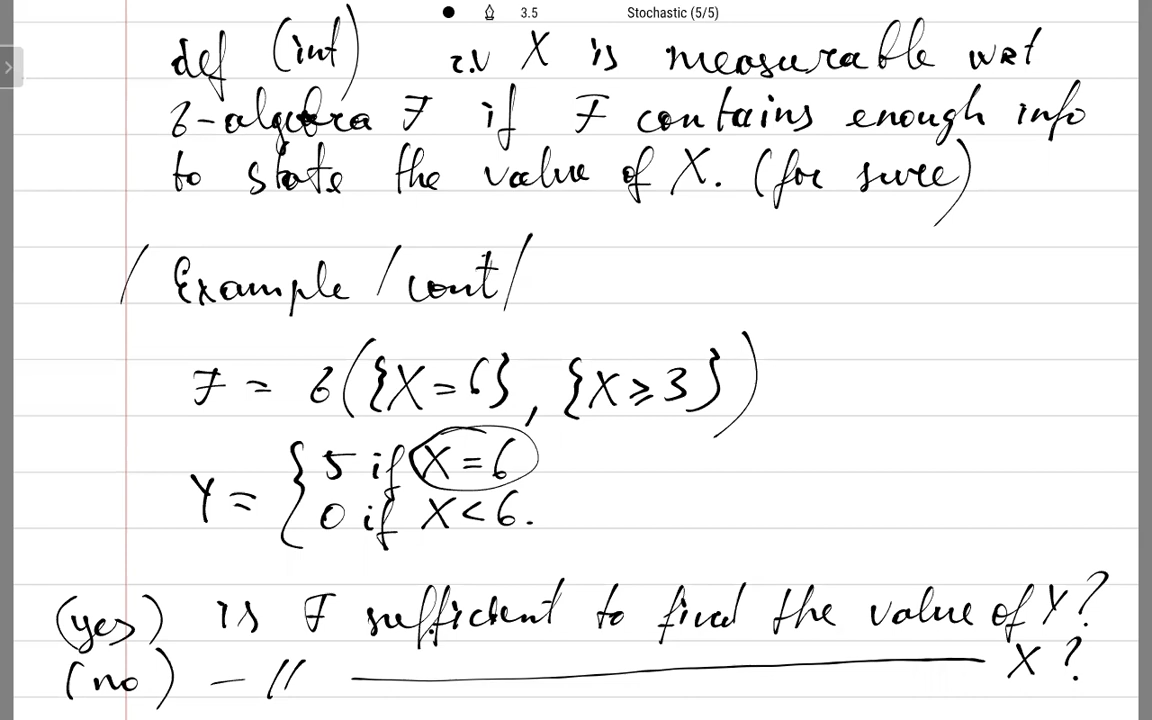 3.5 Stochastic (5/5)
def (int) r.v X is measurable wrt
σ-algebra F if F contains enough info
to state the value of X. (for sure)
/ Example /cont/
F = σ({X=6}, {X⩾3})
Y = { 5 if X=6
0 if X<6.
(yes) is F sufficient to find the value of Y?
(no) — // ———— X ?